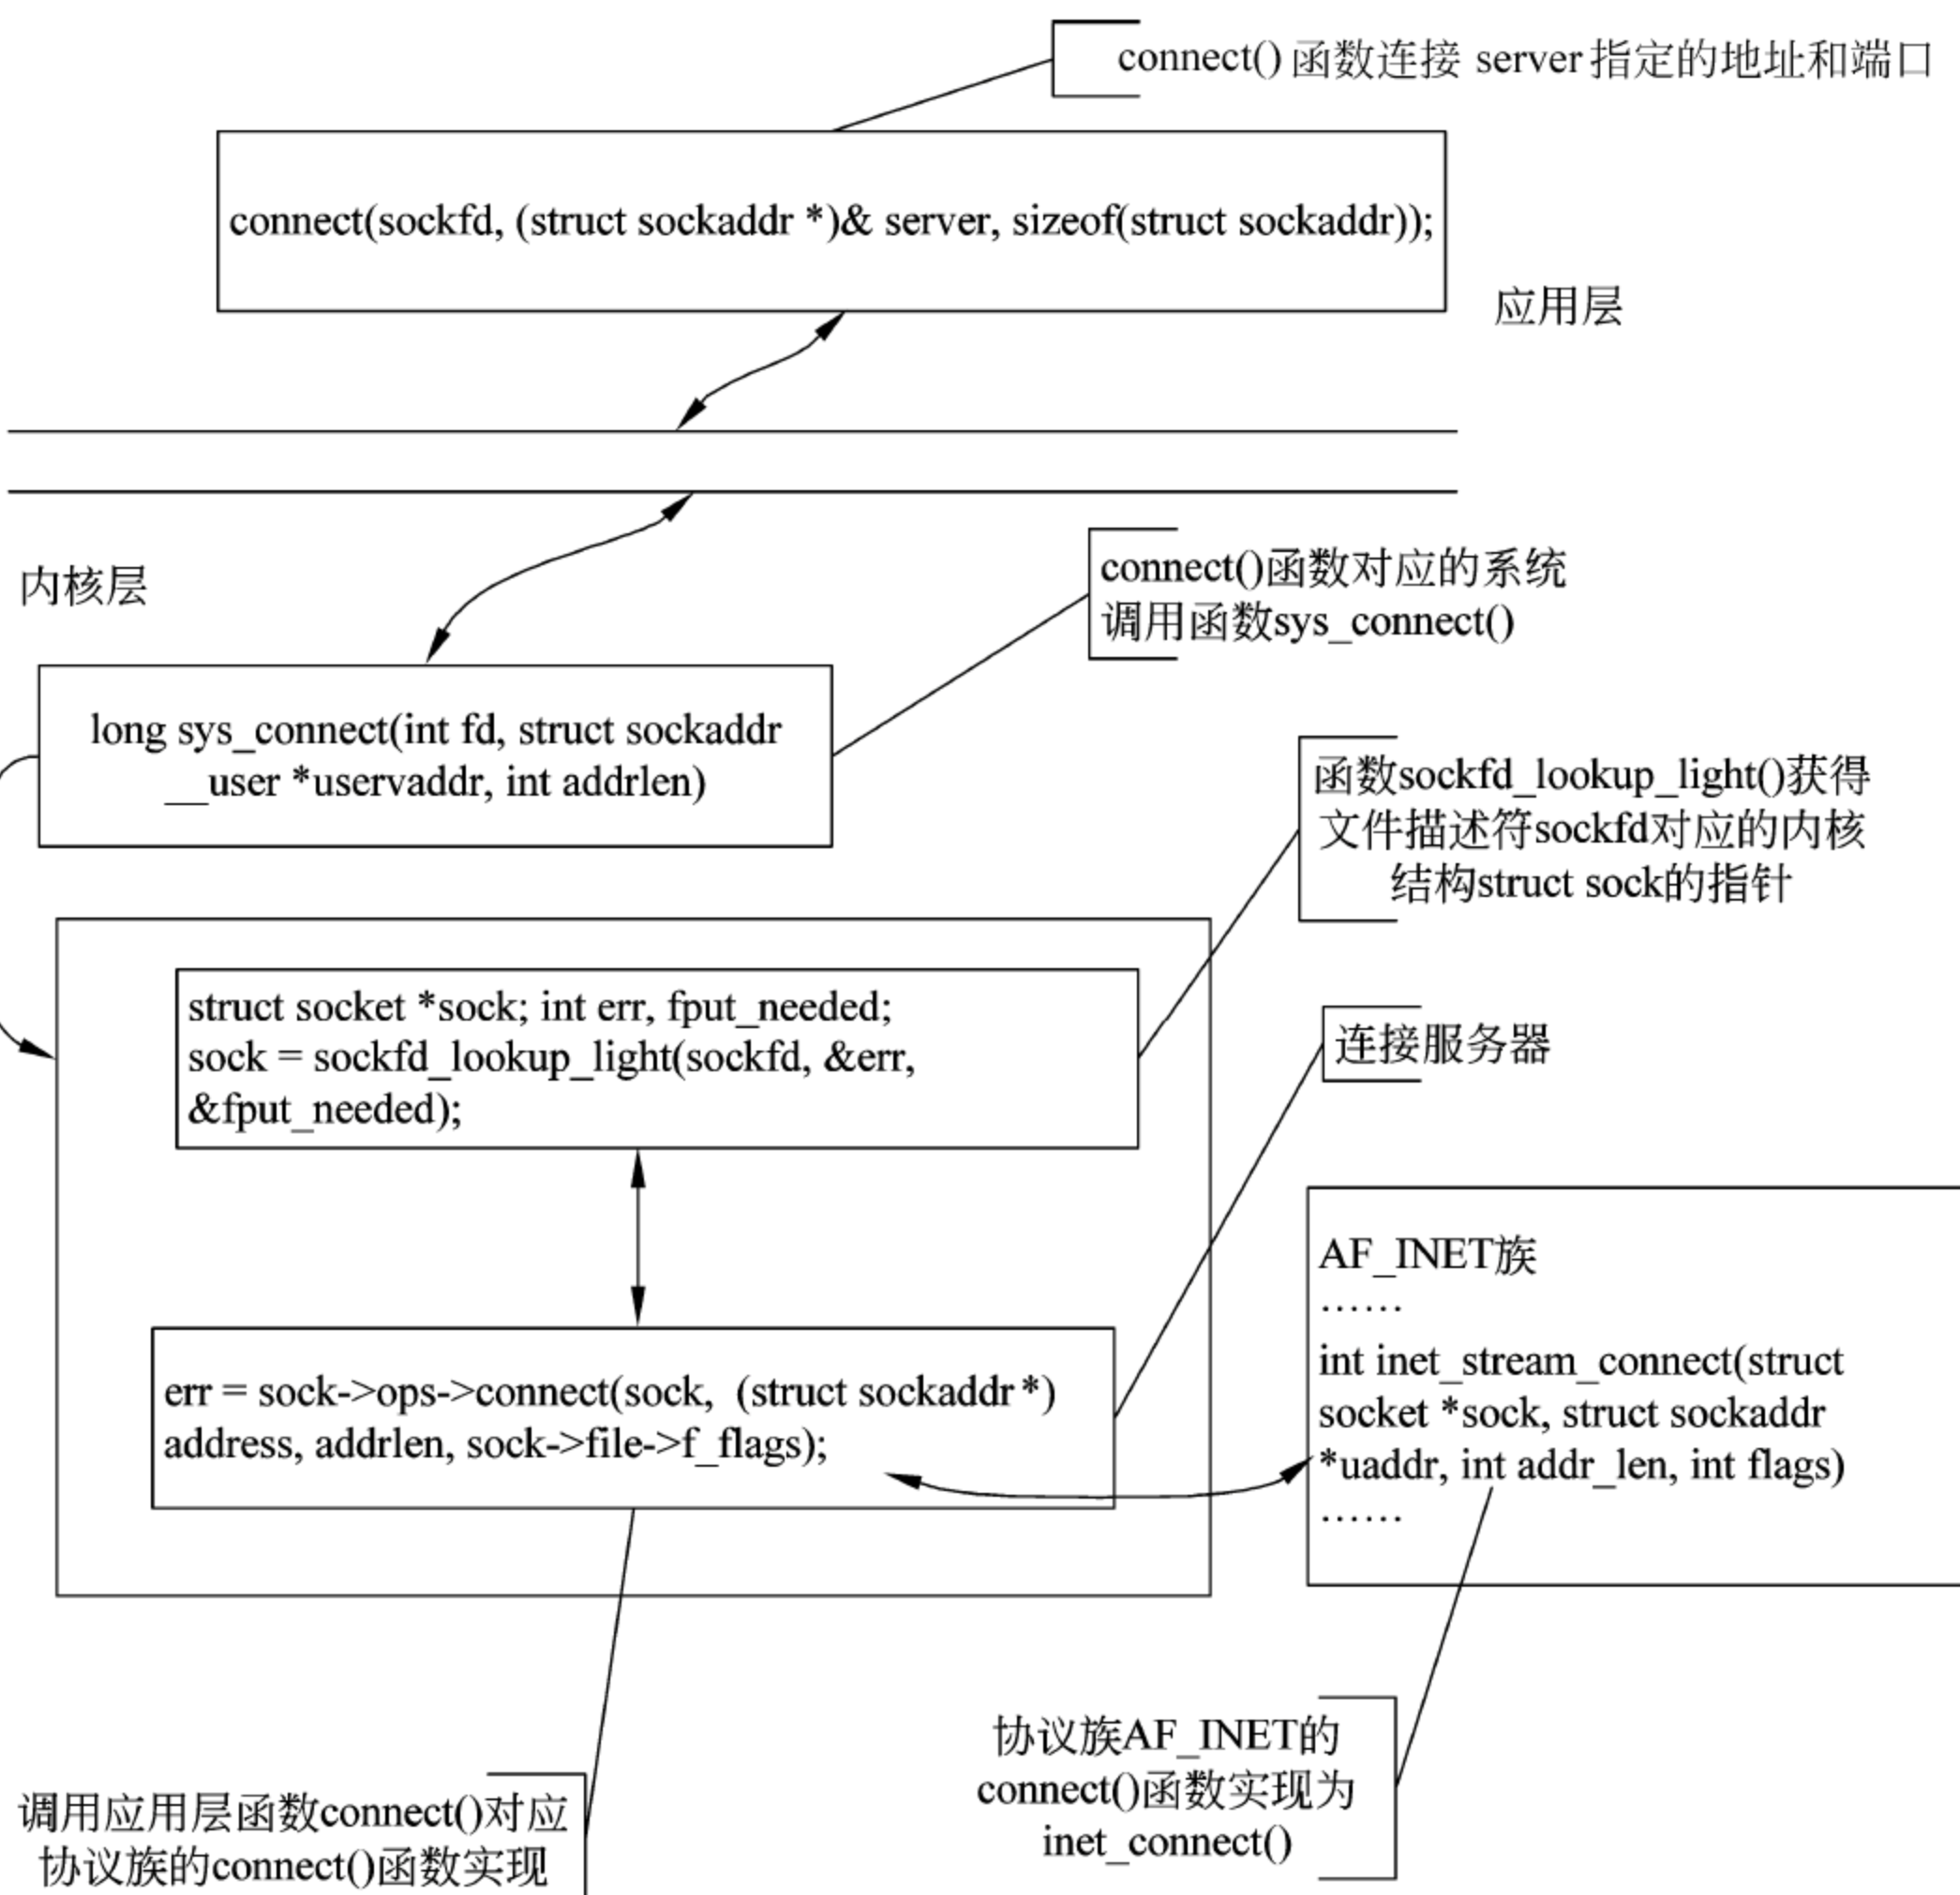 connect() 函数连接 server 指定的地址和端口
connect(sockfd, (struct sockaddr *)& server, sizeof(struct sockaddr));
应用层
内核层
connect()函数对应的系统
调用函数sys_connect()
long sys_connect(int fd, struct sockaddr
__user *uservaddr, int addrlen)
函数sockfd_lookup_light()获得
文件描述符sockfd对应的内核
结构struct sock的指针
struct socket *sock; int err, fput_needed;
sock = sockfd_lookup_light(sockfd, &err,
&fput_needed);
连接服务器
AF_INET族
……
int inet_stream_connect(struct
socket *sock, struct sockaddr
*uaddr, int addr_len, int flags)
……
err = sock->ops->connect(sock, (struct sockaddr *)
address, addrlen, sock->file->f_flags);
协议族AF_INET的
connect()函数实现为
inet_connect()
调用应用层函数connect()对应
协议族的connect()函数实现